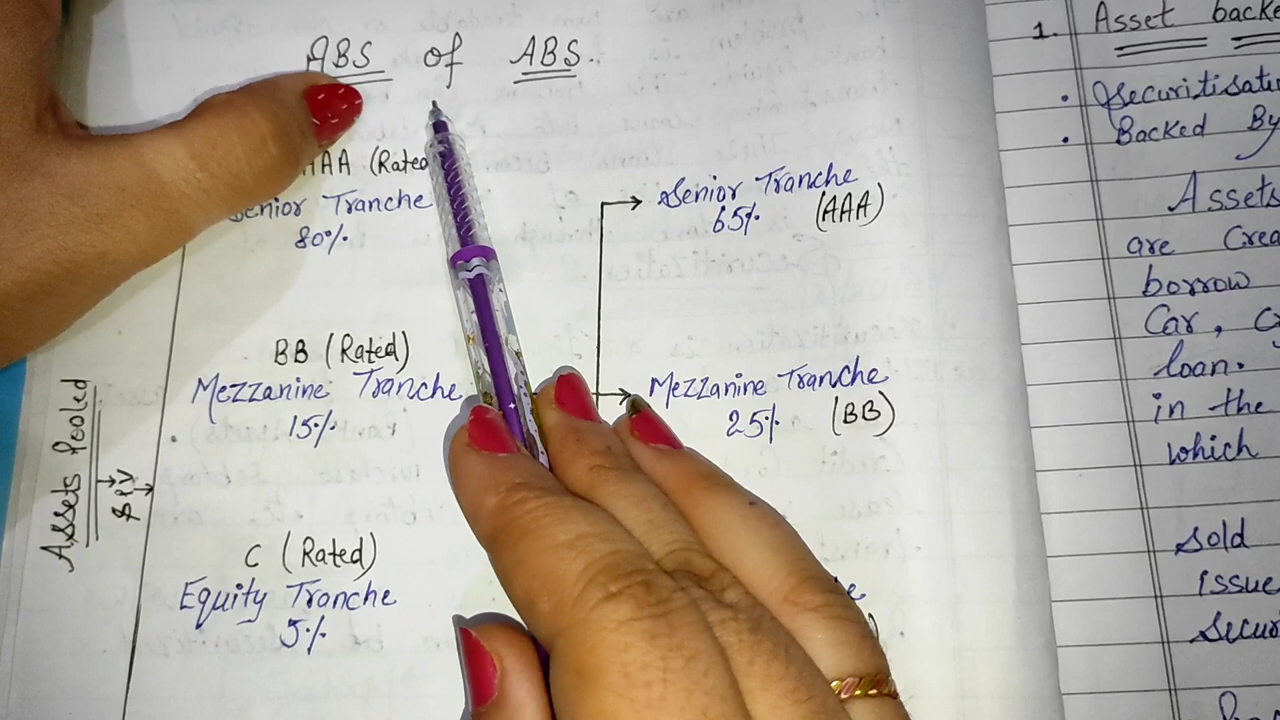 ABS of ABS
AAA (Rated
Senior Tranche
80%
BB (Rated)
Mezzanine Tranche
15%
C (Rated)
Equity Tranche
5%
Assets Pooled
SPV
Senior Tranche
65% (AAA)
Mezzanine Tranche
25% (BB)
1. Asset backe
• Securitisati
• Backed By
Assets
are Crea
borrow
Car, C
loan.
in the
which
sold
issue
Secur